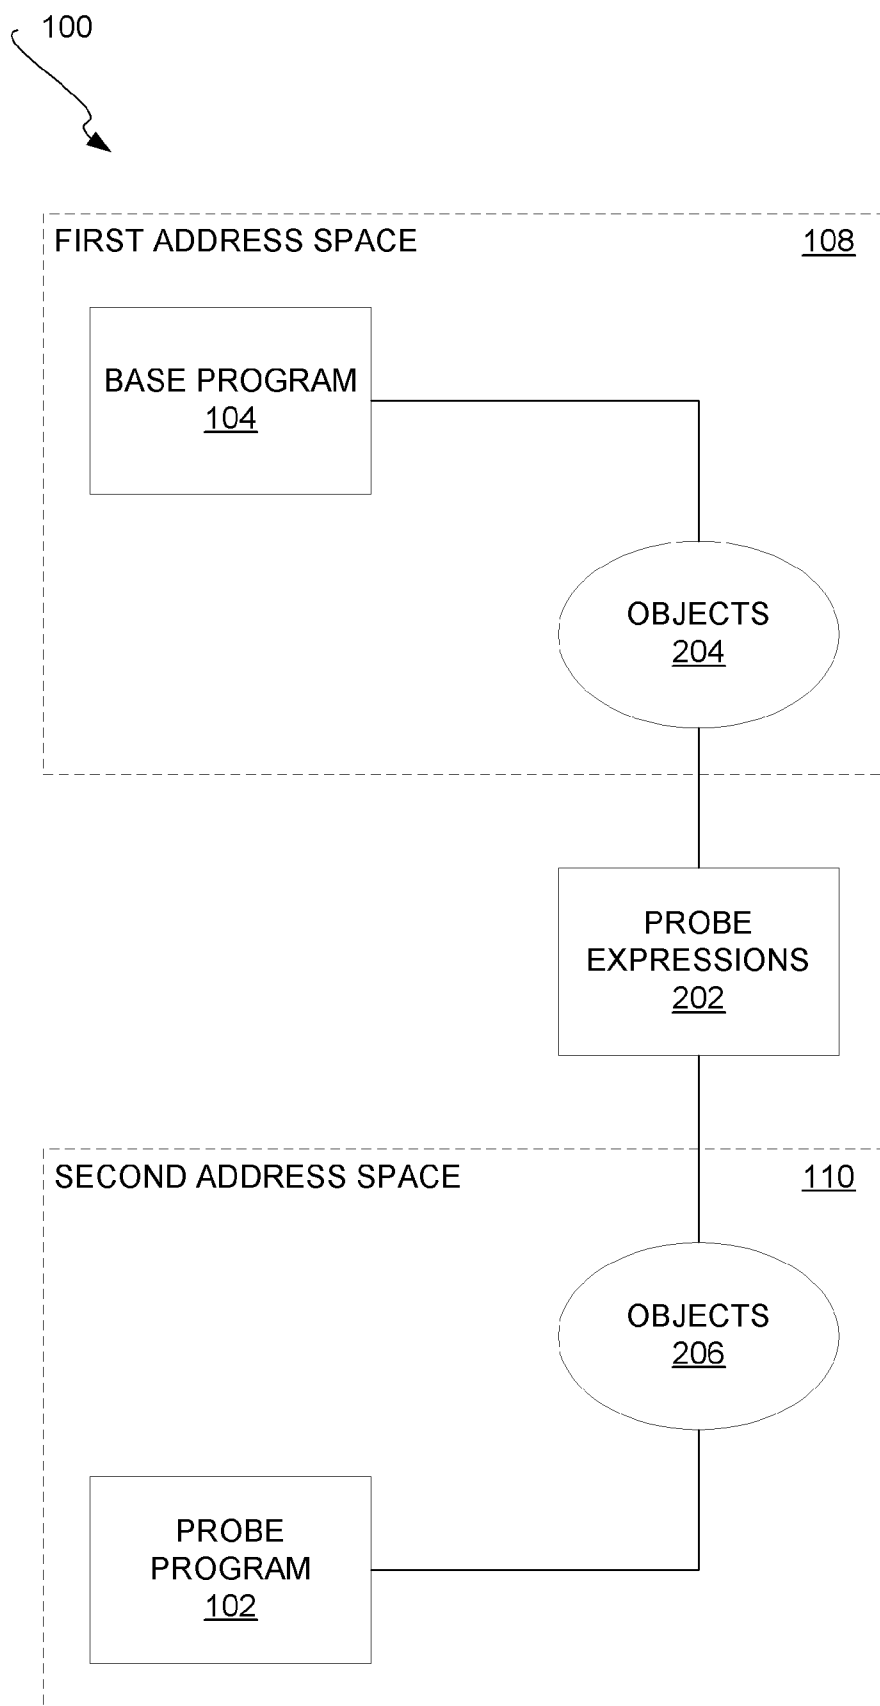 100
FIRST ADDRESS SPACE
108
BASE PROGRAM
104
OBJECTS
204
PROBE
EXPRESSIONS
202
SECOND ADDRESS SPACE
110
OBJECTS
206
PROBE
PROGRAM
102